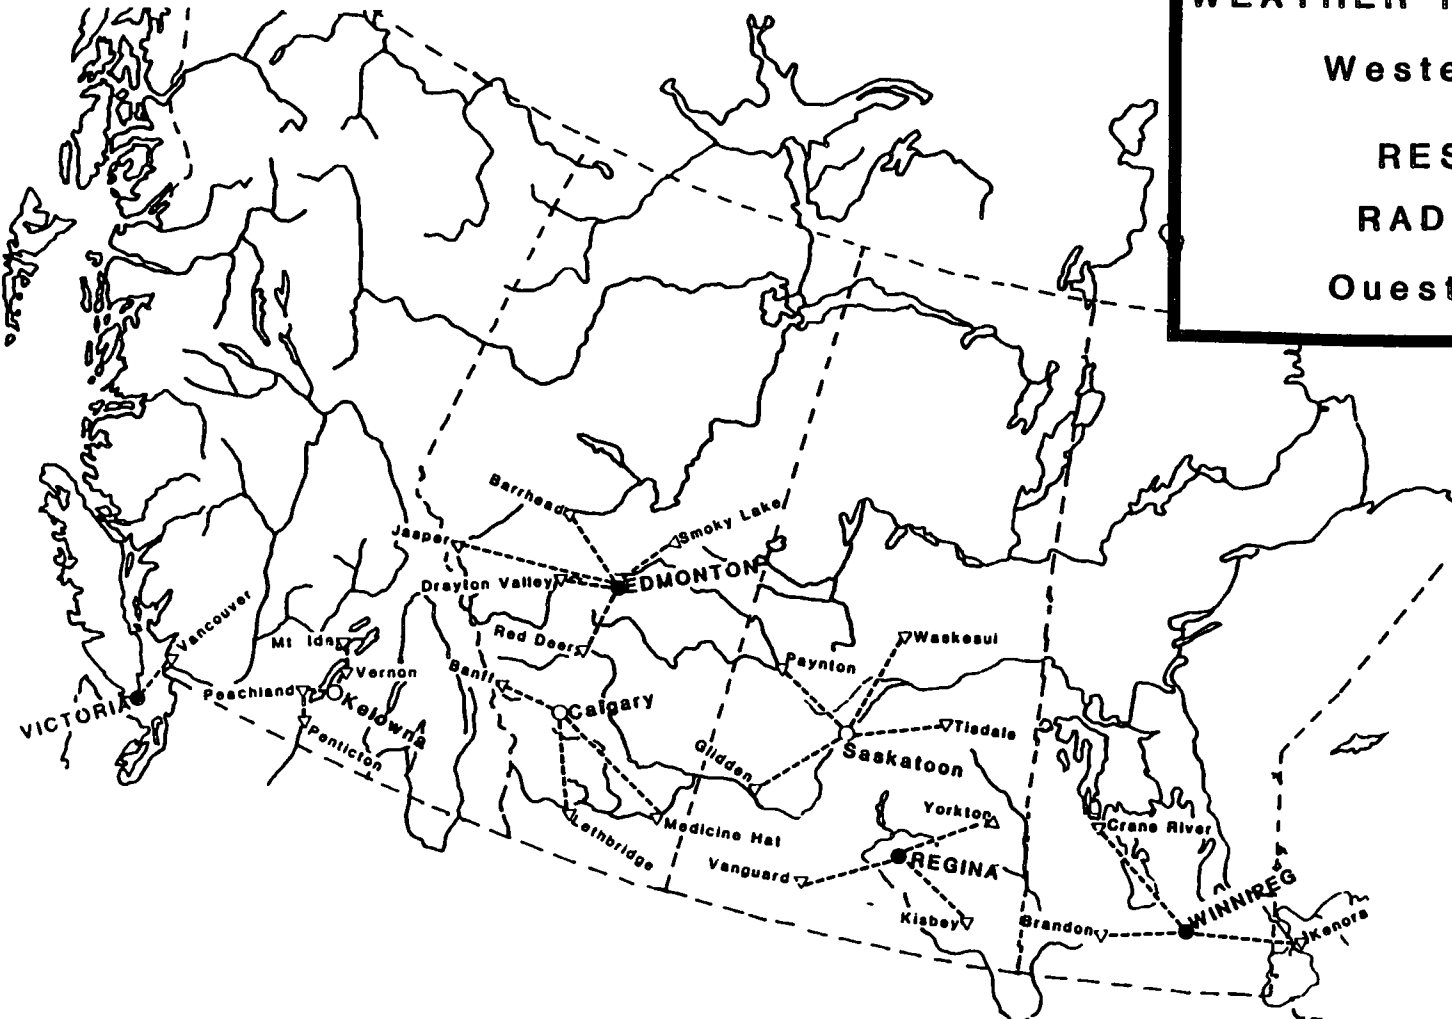 Weste
RES
RAD
Ouest
Barrhead
Smoky Lake
Jasper
EDMONTON
Drayton Valley
Vancouver
Red Deer
Waskesui
Mt Ida
Paynton
Banff
Vernon
Peachland
Kelowna
Calgary
VICTORIA
Tisdale
Penticton
Glidden
Saskatoon
Yorkton
Medicine Hat
Crane River
Lethbridge
Vanguard
REGINA
WINNIPEG
Kisbey
Brandon
Kenora